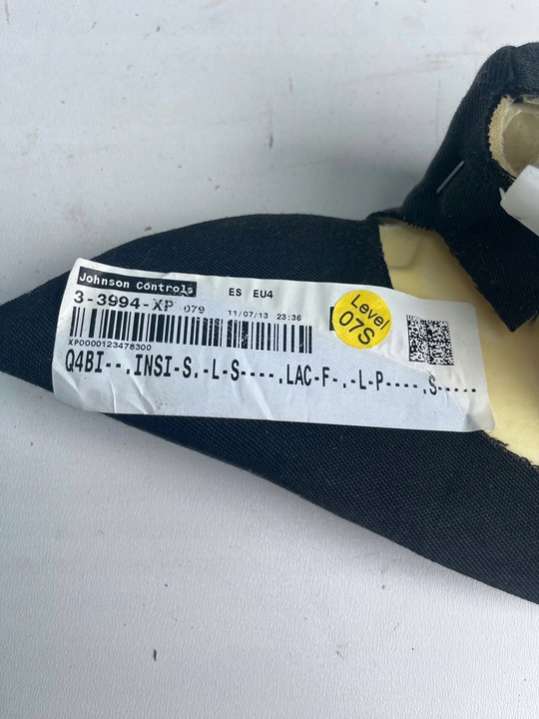 Johnson Controls
ES EU4
3-3994-XP 079
11/07/13 23:36
Level
07S
XP0000123478300
Q4BI--.INSI-S.-L-S----.LAC-F-.-L-P----.S-----